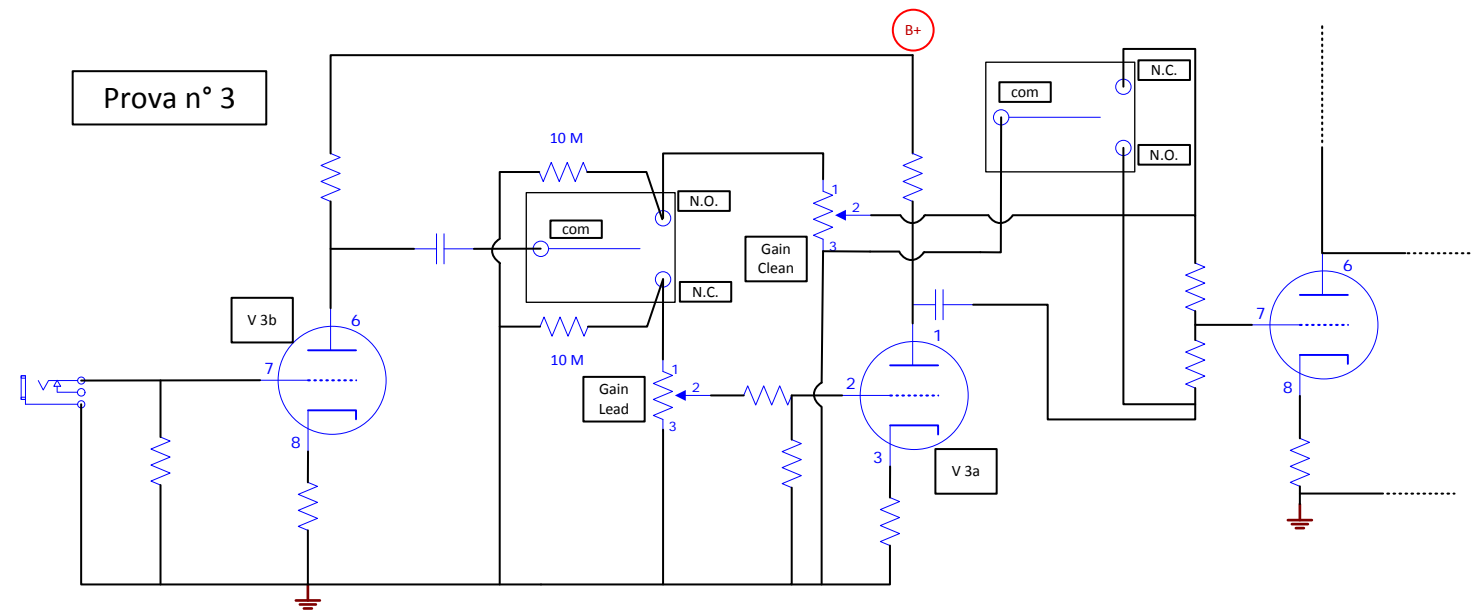 Prova n° 3
B+
N.C.
com
N.O.
10 M
N.O.
com
N.C.
10 M
1
2
3
Gain
Clean
1
2
3
Gain
Lead
V 3b
6
7
8
1
2
3
V 3a
6
7
8